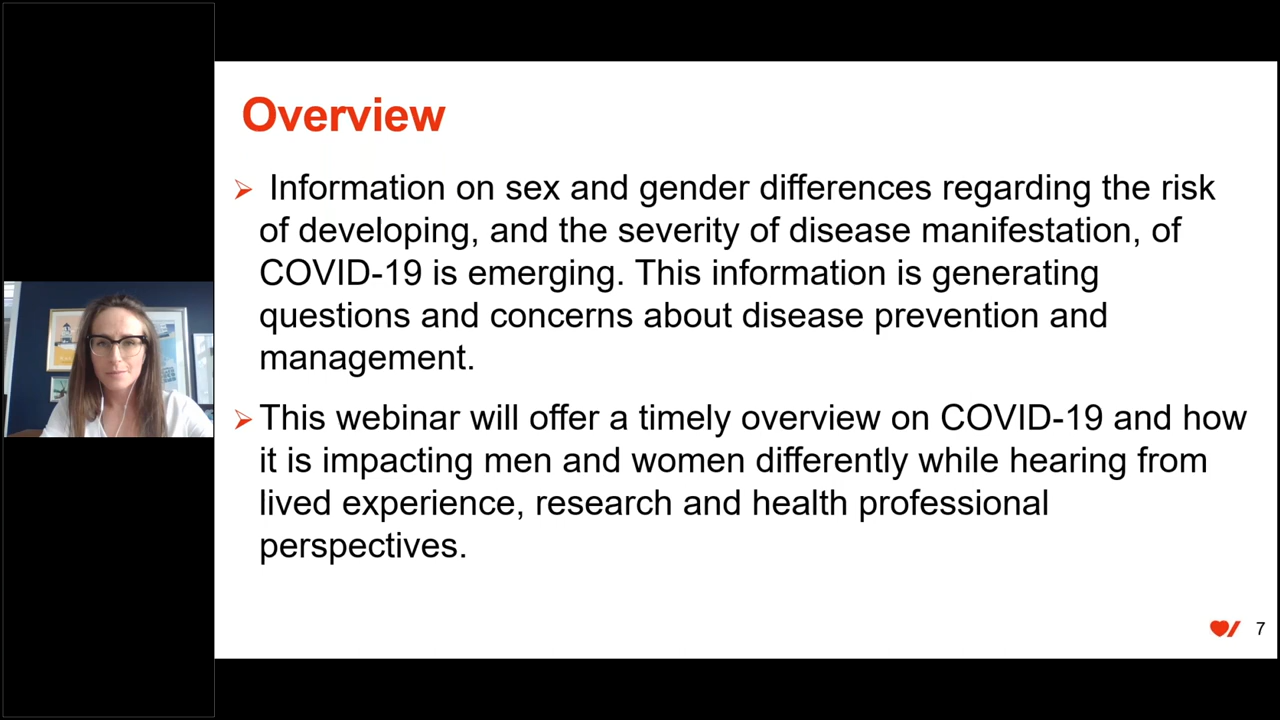 Overview
Information on sex and gender differences regarding the risk
of developing, and the severity of disease manifestation, of
COVID-19 is emerging. This information is generating
questions and concerns about disease prevention and
management.
This webinar will offer a timely overview on COVID-19 and how
it is impacting men and women differently while hearing from
lived experience, research and health professional
perspectives.
7